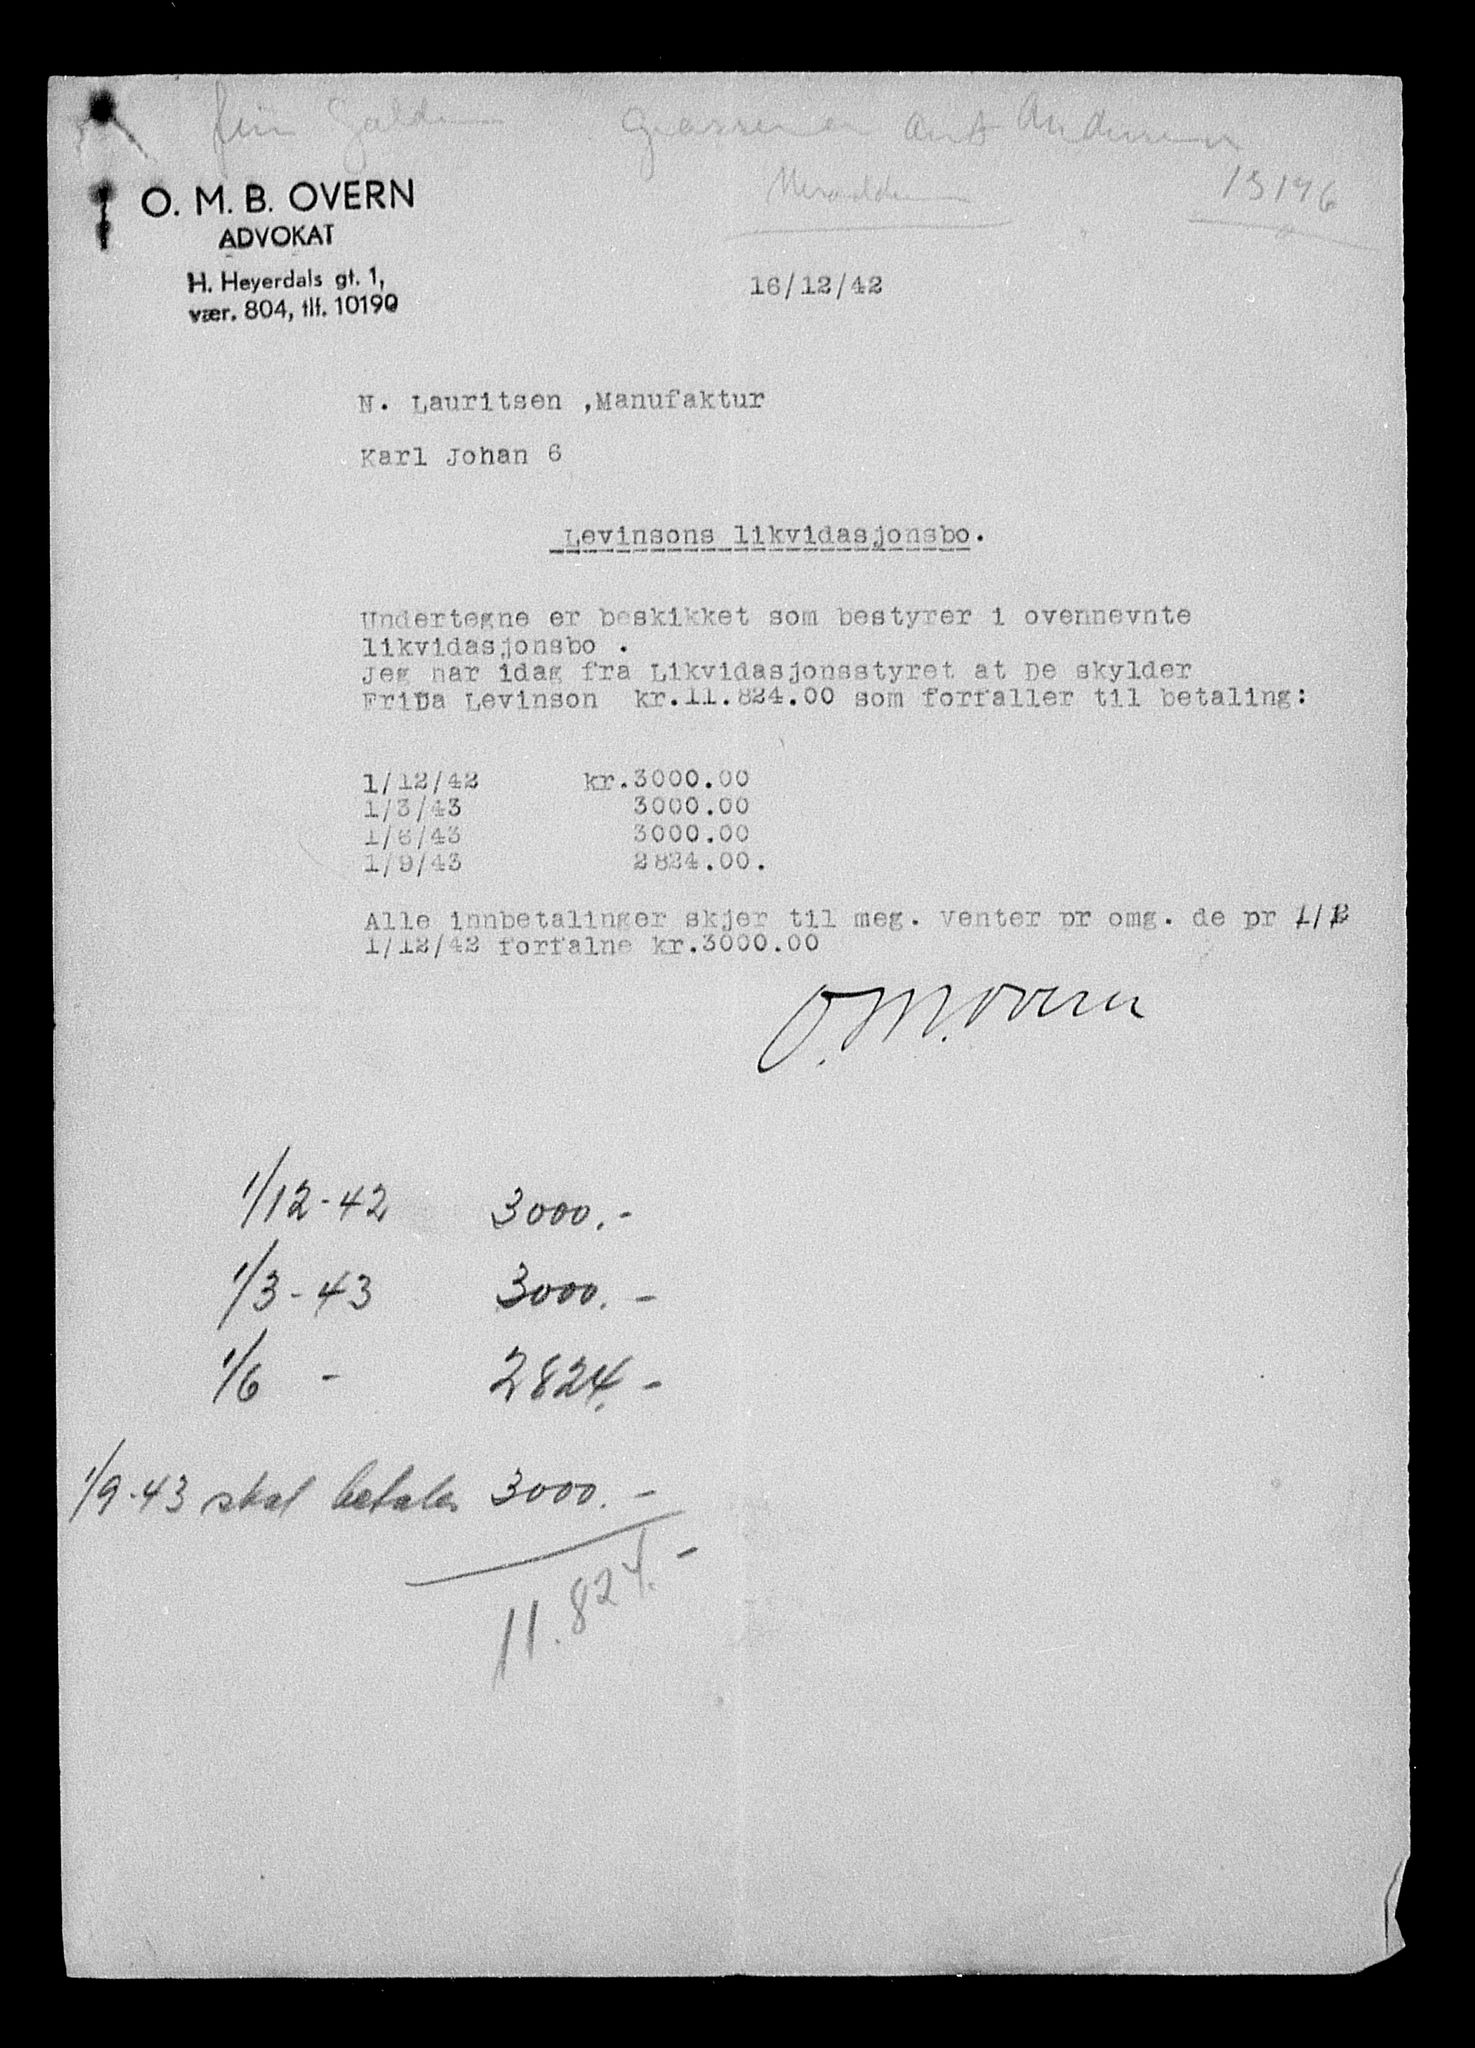 13196
O. M. B. OVERN
ADVOKAT
H. Heyerdals gt. 1,
vær. 804, tlf. 10190
16/12/42
N. Lauritsen ,Manufaktur
Karl Johan 6
Levinsons likvidasjonsbo.
Undertegne er beskikket som bestyrer i ovennevnte
likvidasjonsbo .
Jeg har idag fra Likvidasjonsstyret at De skylder
FriDa Levinson kr.11.824.00 som forfaller til betaling:
1/12/42 kr.3000.00
1/3/43 3000.00
1/6/43 3000.00
1/9/43 2824.00.
Alle innbetalinger skjer til meg. Venter pr omg. de pr 1/12
1/12/42 forfalne kr.3000.00
O. M. Overn
1/12-42 3000.-
1/3-43 3000.-
1/6 - 2824.-
1/9-43 skal betales 3000.-
11.824.-